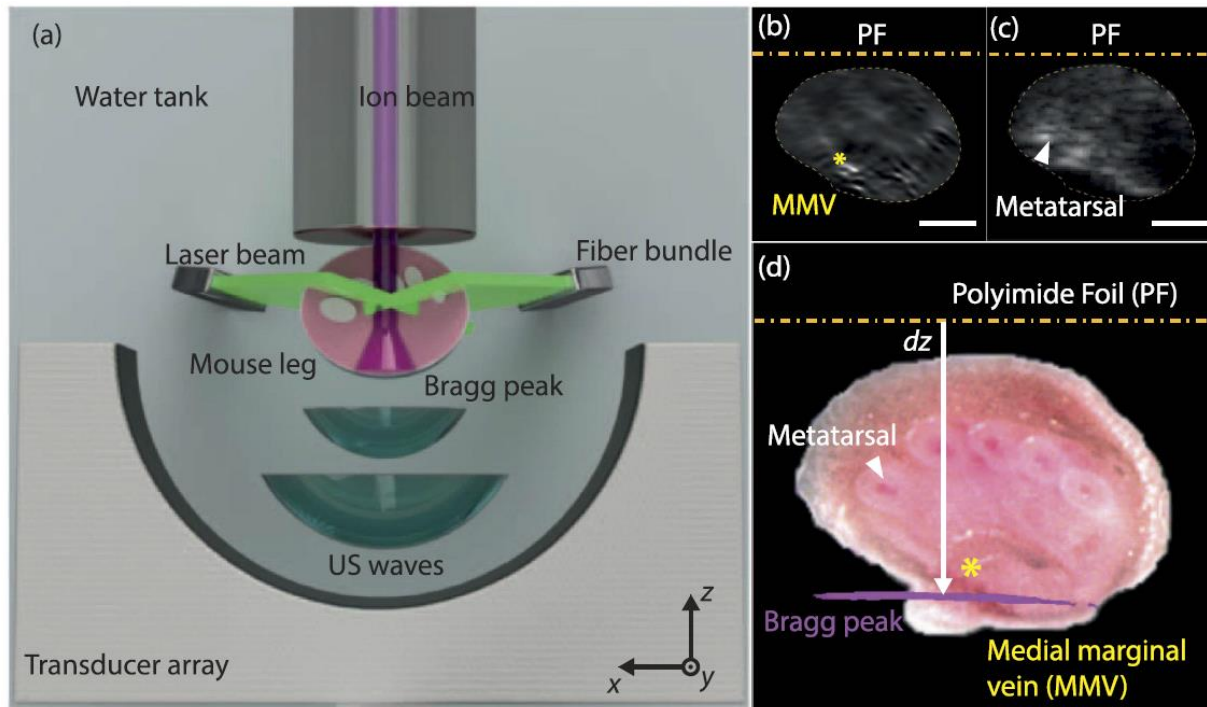 (a)
Water tank
Ion beam
Laser beam
Fiber bundle
Mouse leg
Bragg peak
US waves
Transducer array
z
x
y
(b)
PF
*
MMV
(c)
PF
Metatarsal
(d)
Polyimide Foil (PF)
dz
Metatarsal
*
Bragg peak
Medial marginal
vein (MMV)